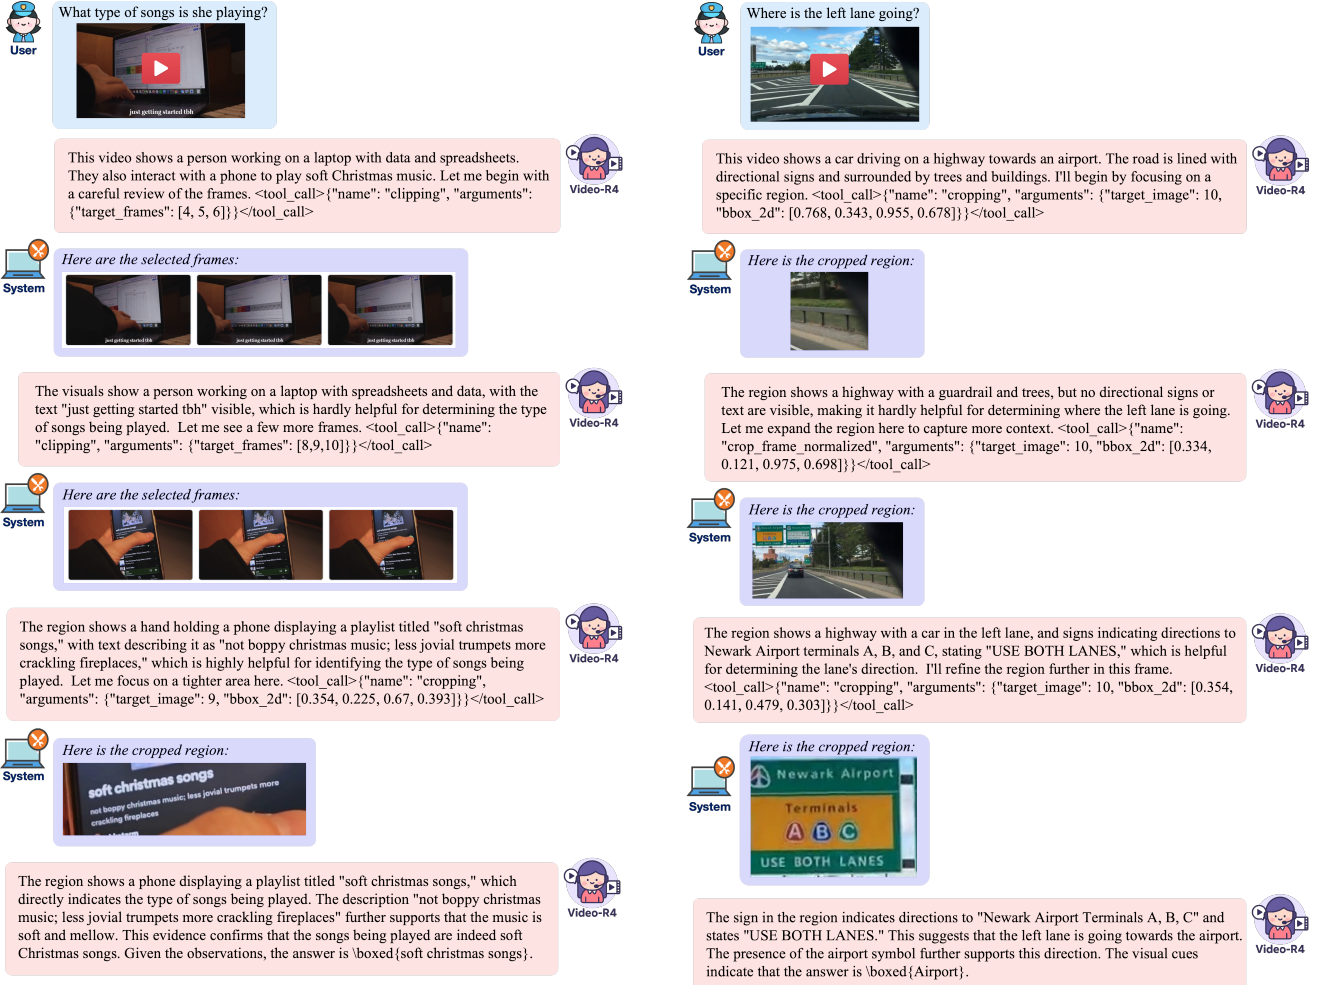 What type of songs is she playing?
User
just getting started tbh
This video shows a person working on a laptop with data and spreadsheets.
They also interact with a phone to play soft Christmas music. Let me begin with
a careful review of the frames. <tool_call>{"name": "clipping", "arguments":
{"target_frames": [4, 5, 6]}}</tool_call>
Video-R4
Here are the selected frames:
System
just getting started tbh
just getting started tbh
just getting started tbh
The visuals show a person working on a laptop with spreadsheets and data, with the
text "just getting started tbh" visible, which is hardly helpful for determining the type
of songs being played.  Let me see a few more frames. <tool_call>{"name":
"clipping", "arguments": {"target_frames": [8,9,10]}}</tool_call>
Video-R4
Here are the selected frames:
System
The region shows a hand holding a phone displaying a playlist titled "soft christmas
songs," with text describing it as "not boppy christmas music; less jovial trumpets more
crackling fireplaces," which is highly helpful for identifying the type of songs being
played.  Let me focus on a tighter area here. <tool_call>{"name": "cropping",
"arguments": {"target_image": 9, "bbox_2d": [0.354, 0.225, 0.67, 0.393]}}</tool_call>
Video-R4
Here is the cropped region:
System
soft christmas songs
not boppy christmas music; less jovial trumpets more
crackling fireplaces
The region shows a phone displaying a playlist titled "soft christmas songs," which
directly indicates the type of songs being played. The description "not boppy christmas
music; less jovial trumpets more crackling fireplaces" further supports that the music is
soft and mellow. This evidence confirms that the songs being played are indeed soft
Christmas songs. Given the observations, the answer is \boxed{soft christmas songs}.
Video-R4
Where is the left lane going?
User
This video shows a car driving on a highway towards an airport. The road is lined with
directional signs and surrounded by trees and buildings. I'll begin by focusing on a
specific region. <tool_call>{"name": "cropping", "arguments": {"target_image": 10,
"bbox_2d": [0.768, 0.343, 0.955, 0.678]}}</tool_call>
Video-R4
Here is the cropped region:
System
The region shows a highway with a guardrail and trees, but no directional signs or
text are visible, making it hardly helpful for determining where the left lane is going.
Let me expand the region here to capture more context. <tool_call>{"name":
"crop_frame_normalized", "arguments": {"target_image": 10, "bbox_2d": [0.334,
0.121, 0.975, 0.698]}}</tool_call>
Video-R4
Here is the cropped region:
System
The region shows a highway with a car in the left lane, and signs indicating directions to
Newark Airport terminals A, B, and C, stating "USE BOTH LANES," which is helpful
for determining the lane's direction.  I'll refine the region further in this frame.
<tool_call>{"name": "cropping", "arguments": {"target_image": 10, "bbox_2d": [0.354,
0.141, 0.479, 0.303]}}</tool_call>
Video-R4
Here is the cropped region:
System
Newark Airport
Terminals
A B C
USE BOTH LANES
The sign in the region indicates directions to "Newark Airport Terminals A, B, C" and
states "USE BOTH LANES." This suggests that the left lane is going towards the airport.
The presence of the airport symbol further supports this direction. The visual cues
indicate that the answer is \boxed{Airport}.
Video-R4